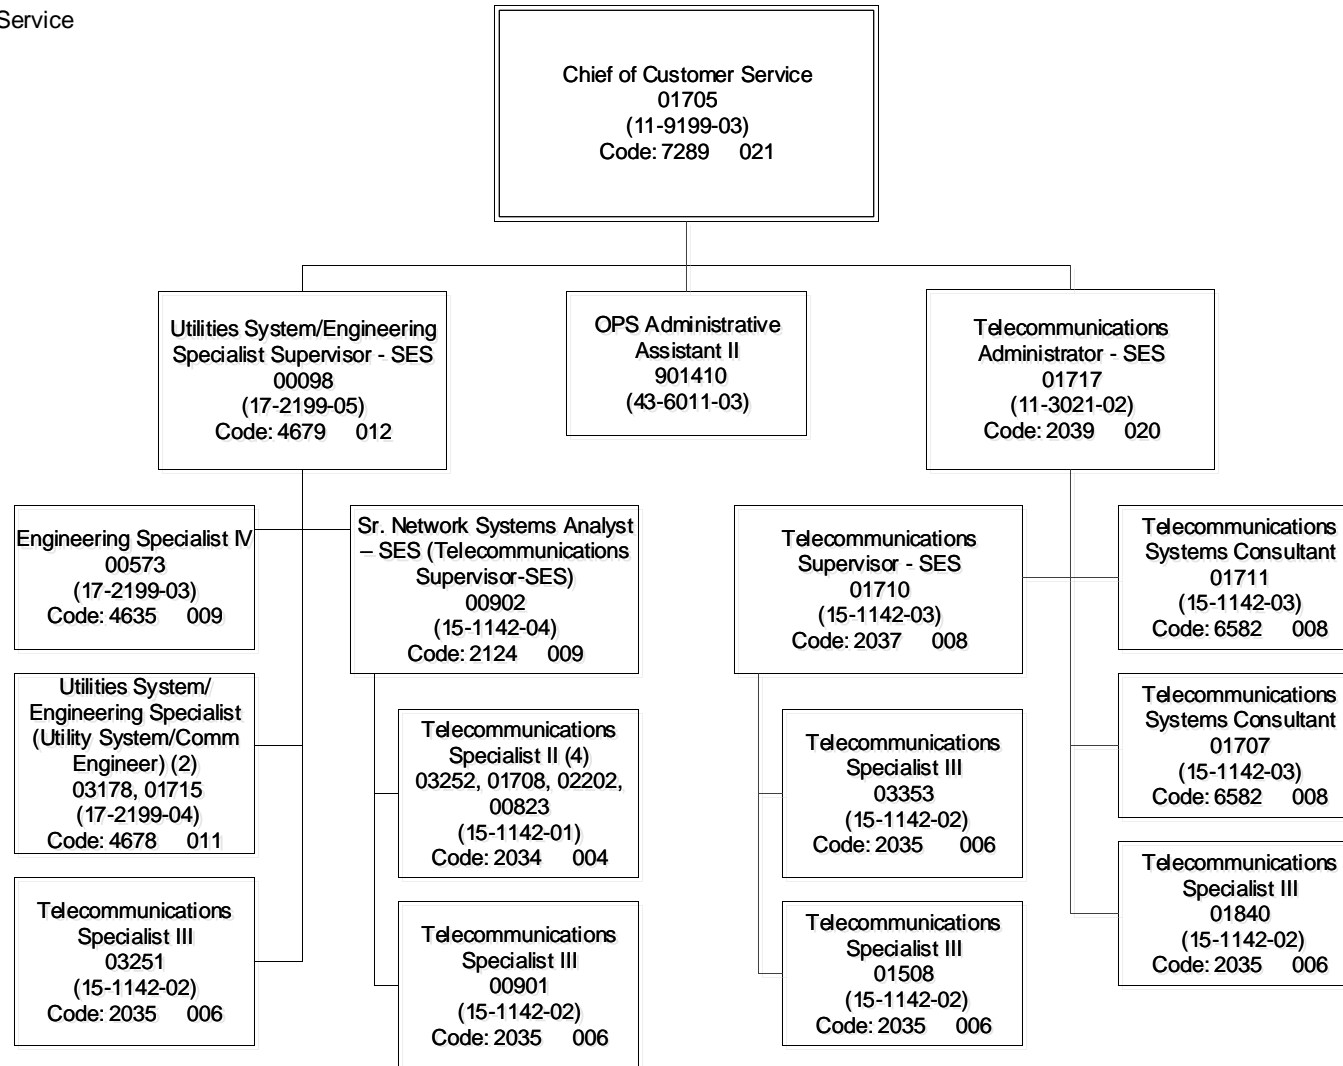 Service
Chief of Customer Service
01705
(11-9199-03)
Code: 7289 021
Utilities System/Engineering
Specialist Supervisor - SES
00098
(17-2199-05)
Code: 4679 012
OPS Administrative
Assistant II
901410
(43-6011-03)
Telecommunications
Administrator - SES
01717
(11-3021-02)
Code: 2039 020
Engineering Specialist IV
00573
(17-2199-03)
Code: 4635 009
Sr. Network Systems Analyst
– SES (Telecommunications
Supervisor-SES)
00902
(15-1142-04)
Code: 2124 009
Telecommunications
Supervisor - SES
01710
(15-1142-03)
Code: 2037 008
Telecommunications
Systems Consultant
01711
(15-1142-03)
Code: 6582 008
Utilities System/
Engineering Specialist
(Utility System/Comm
Engineer) (2)
03178, 01715
(17-2199-04)
Code: 4678 011
Telecommunications
Specialist II (4)
03252, 01708, 02202,
00823
(15-1142-01)
Code: 2034 004
Telecommunications
Specialist III
03353
(15-1142-02)
Code: 2035 006
Telecommunications
Systems Consultant
01707
(15-1142-03)
Code: 6582 008
Telecommunications
Specialist III
03251
(15-1142-02)
Code: 2035 006
Telecommunications
Specialist III
00901
(15-1142-02)
Code: 2035 006
Telecommunications
Specialist III
01508
(15-1142-02)
Code: 2035 006
Telecommunications
Specialist III
01840
(15-1142-02)
Code: 2035 006